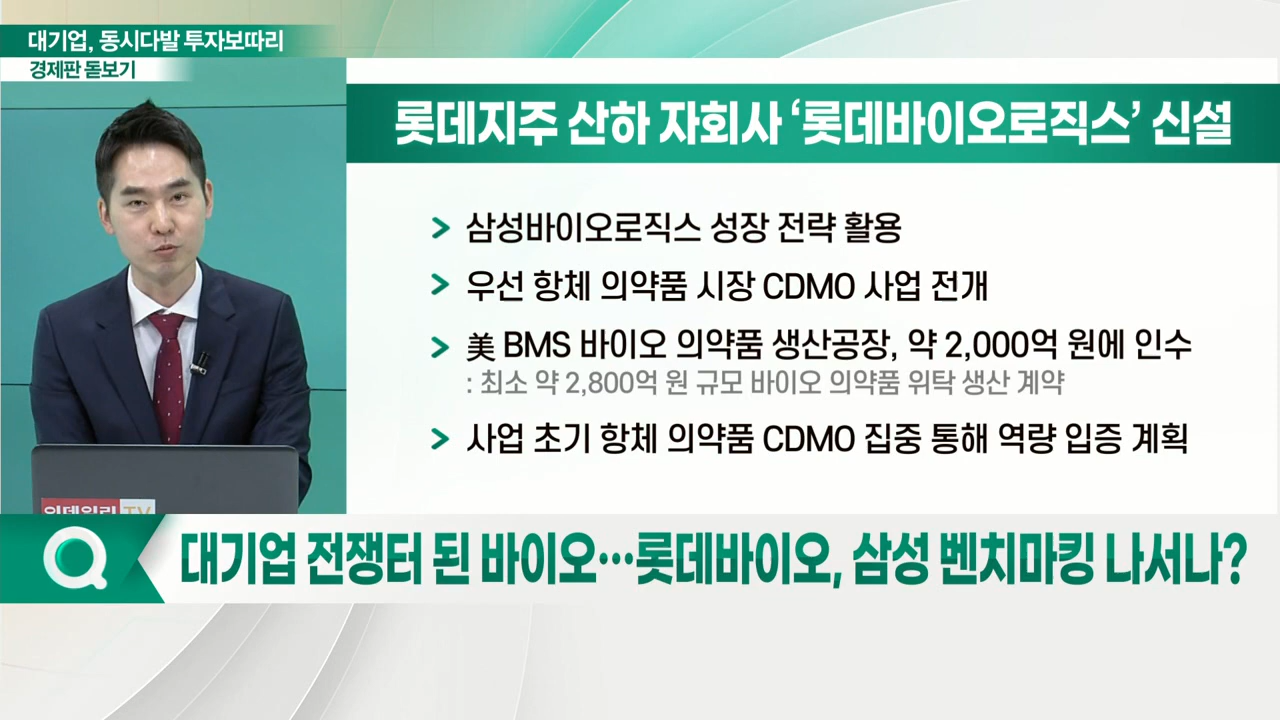 대기업, 동시다발 투자보따리
경제판 돋보기
롯데지주 산하 자회사 ‘롯데바이오로직스’ 신설
> 삼성바이오로직스 성장 전략 활용
> 우선 항체 의약품 시장 CDMO 사업 전개
> 美 BMS 바이오 의약품 생산공장, 약 2,000억 원에 인수
: 최소 약 2,800억 원 규모 바이오 의약품 위탁 생산 계약
> 사업 초기 항체 의약품 CDMO 집중 통해 역량 입증 계획
이데일리 TV
Q 대기업 전쟁터 된 바이오…롯데바이오, 삼성 벤치마킹 나서나?